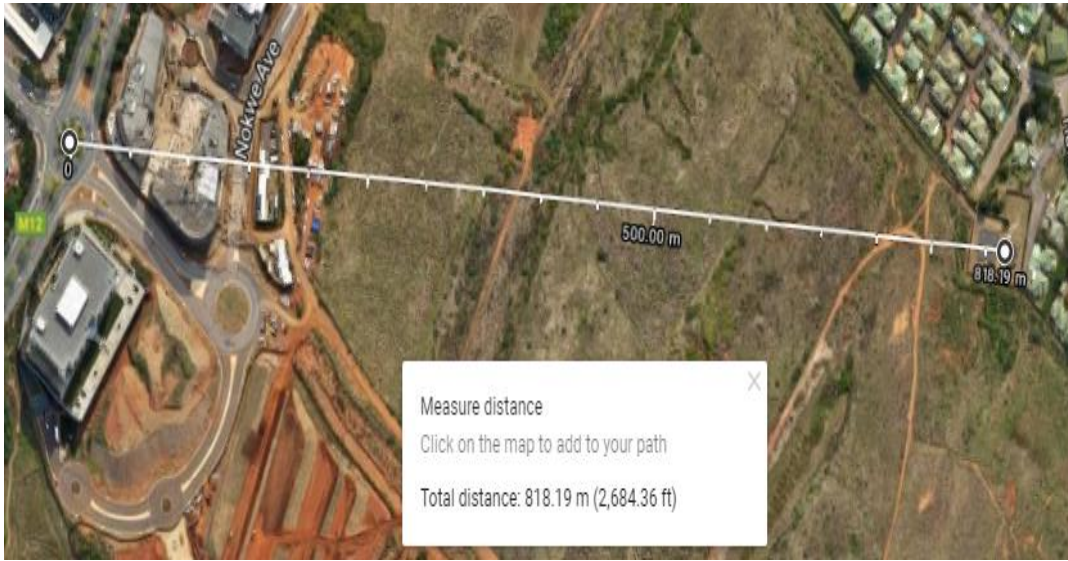 Nokwe Ave
0
M12
500.00 m
818.19 m
X
Measure distance
Click on the map to add to your path
Total distance: 818.19 m (2,684.36 ft)